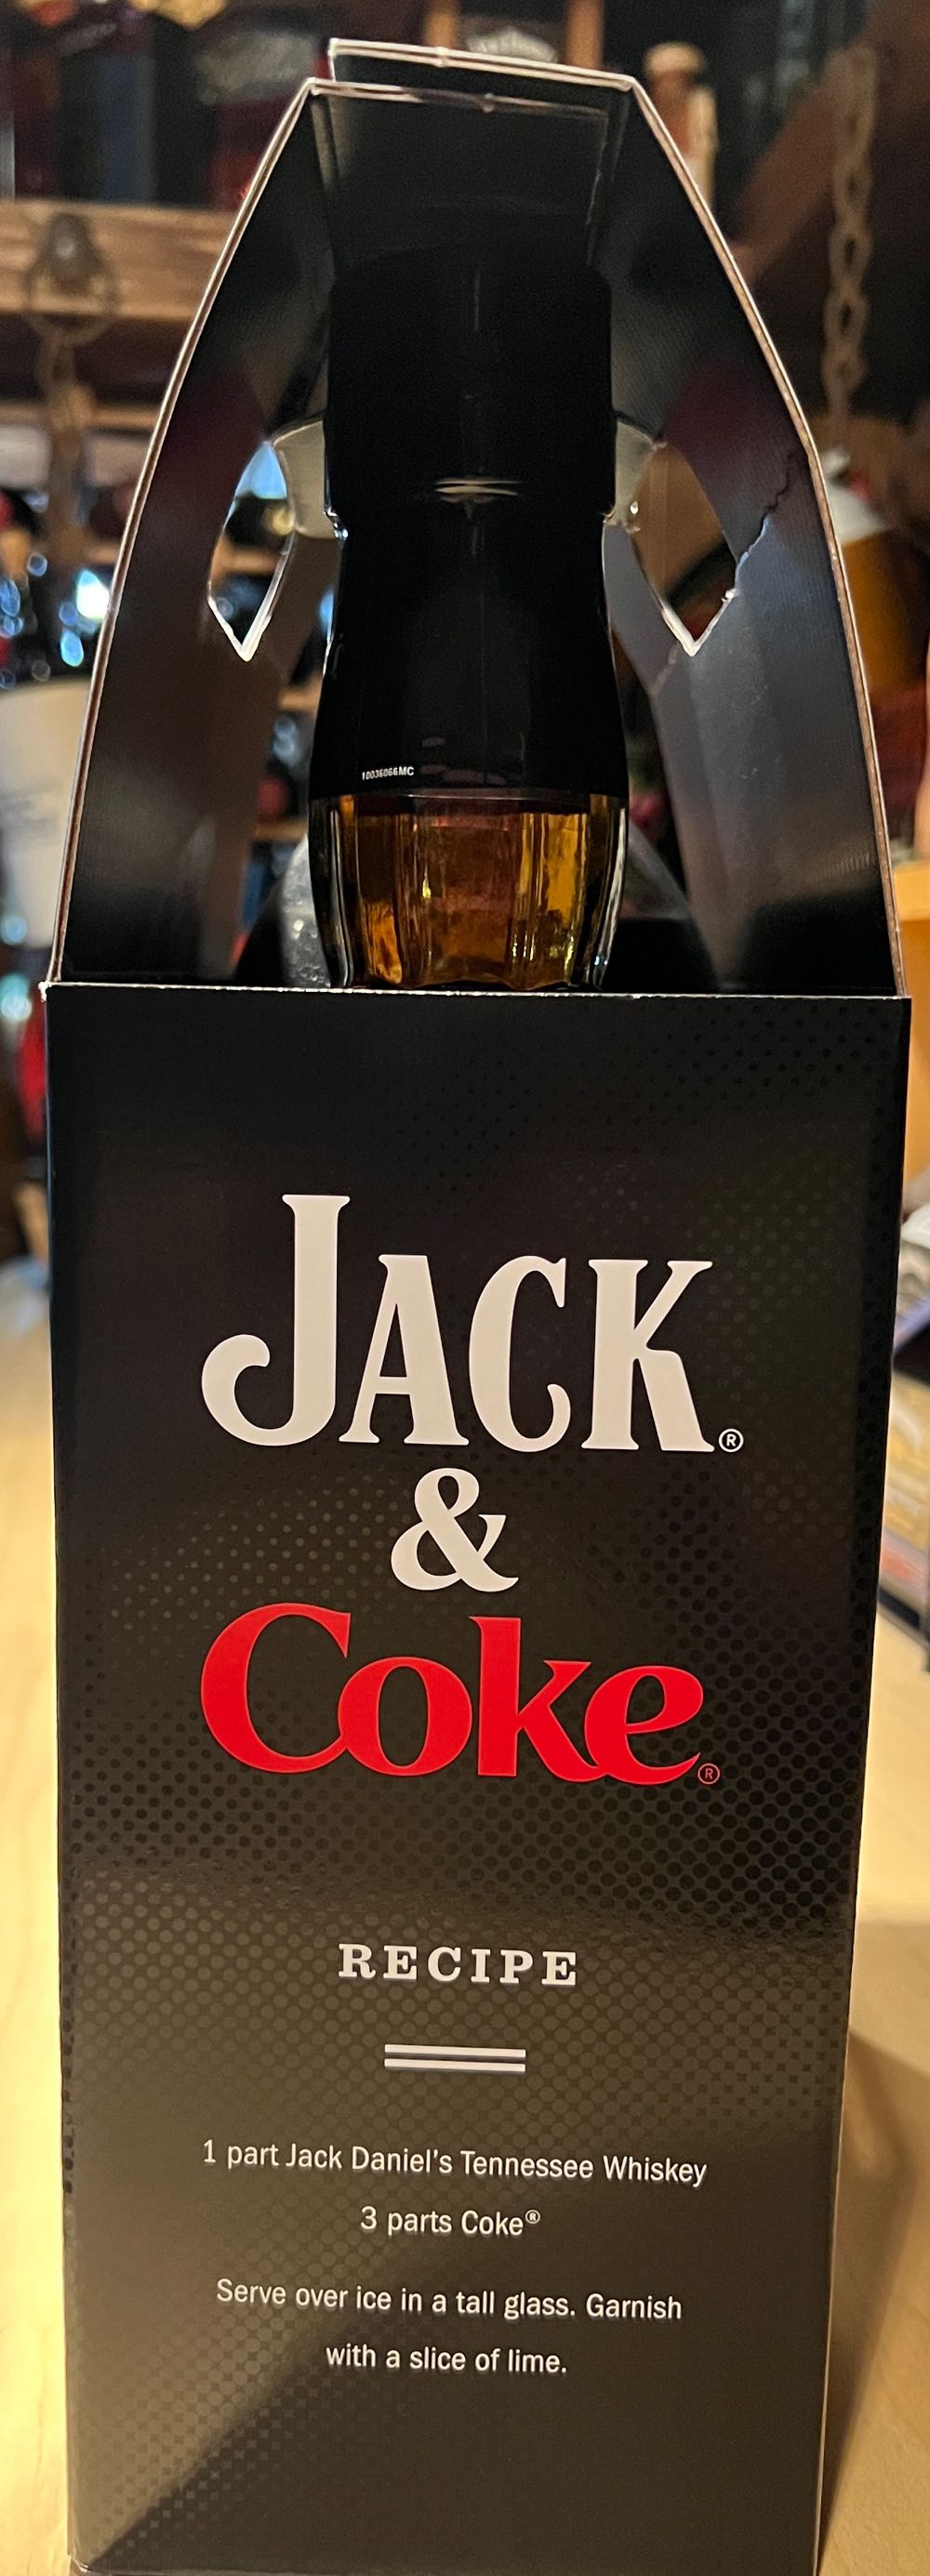 10036066MC
JACK®
&
Coke®
RECIPE
1 part Jack Daniel's Tennessee Whiskey
3 parts Coke®
Serve over ice in a tall glass. Garnish
with a slice of lime.